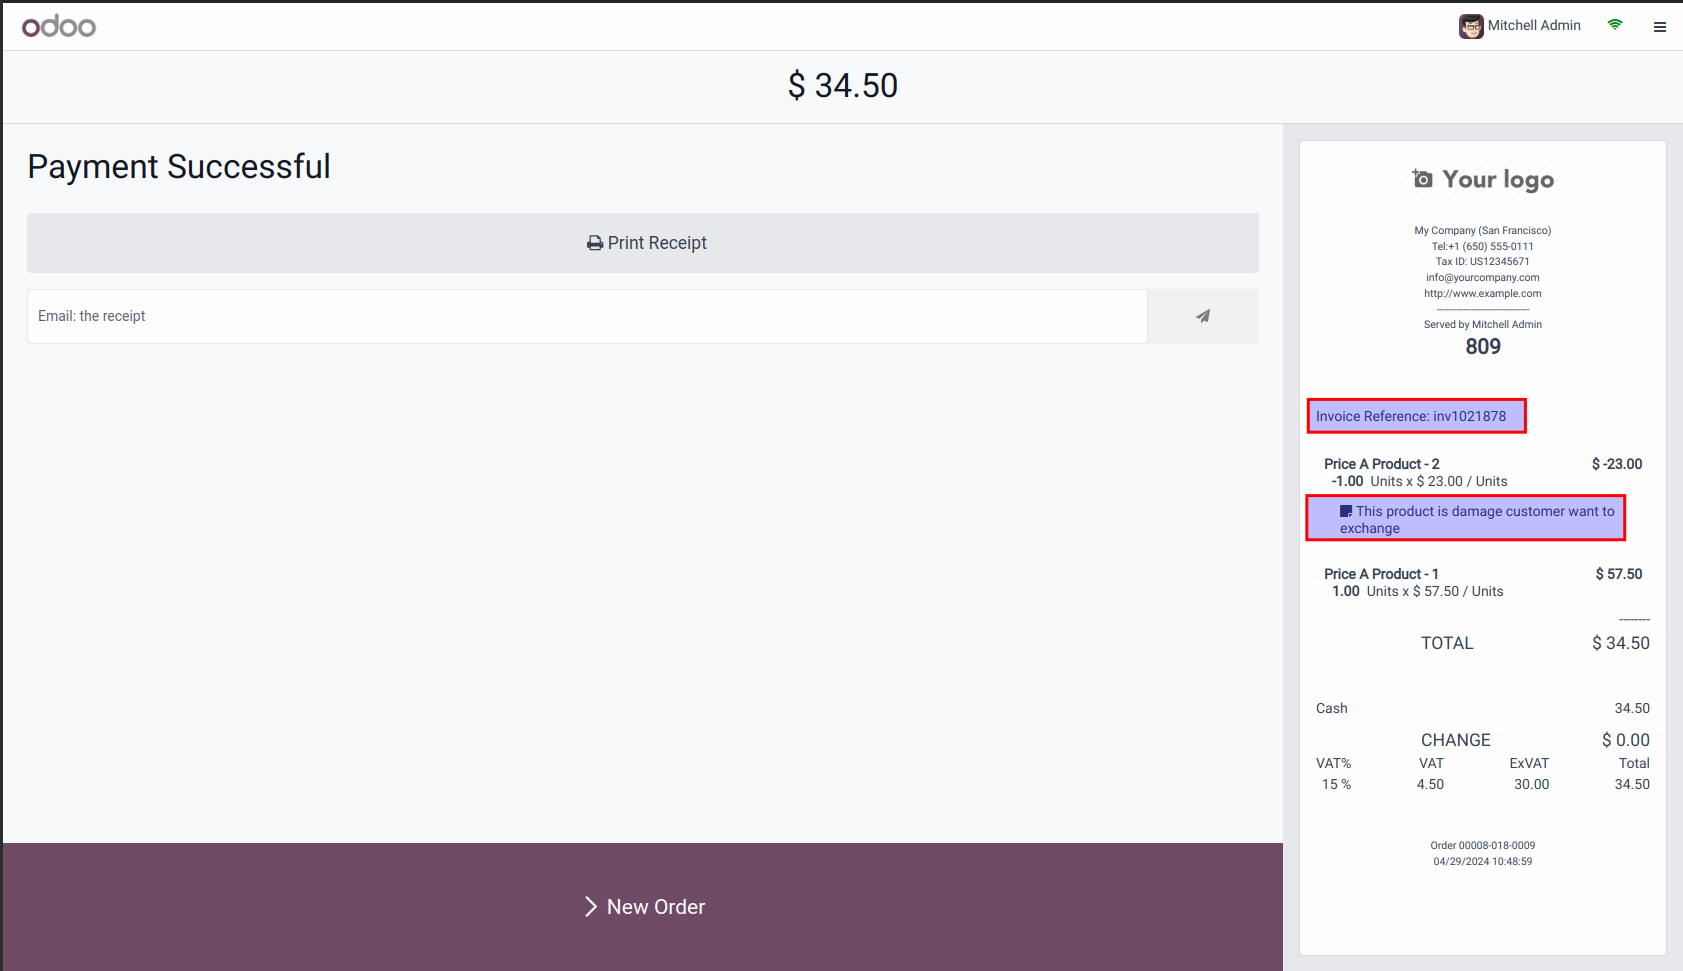 odoo
Mitchell Admin
$ 34.50
Payment Successful
Print Receipt
Email: the receipt
New Order
Your logo
My Company (San Francisco)
Tel:+1 (650) 555-0111
Tax ID: US12345671
info@yourcompany.com
http://www.example.com
--------------------------------
Served by Mitchell Admin
809
Invoice Reference: inv1021878
Price A Product - 2 $ -23.00
-1.00 Units x $ 23.00 / Units
This product is damage customer want to
exchange
Price A Product - 1 $ 57.50
1.00 Units x $ 57.50 / Units
--------
TOTAL $ 34.50
Cash 34.50
CHANGE $ 0.00
VAT% VAT ExVAT Total
15 % 4.50 30.00 34.50
Order 00008-018-0009
04/29/2024 10:48:59